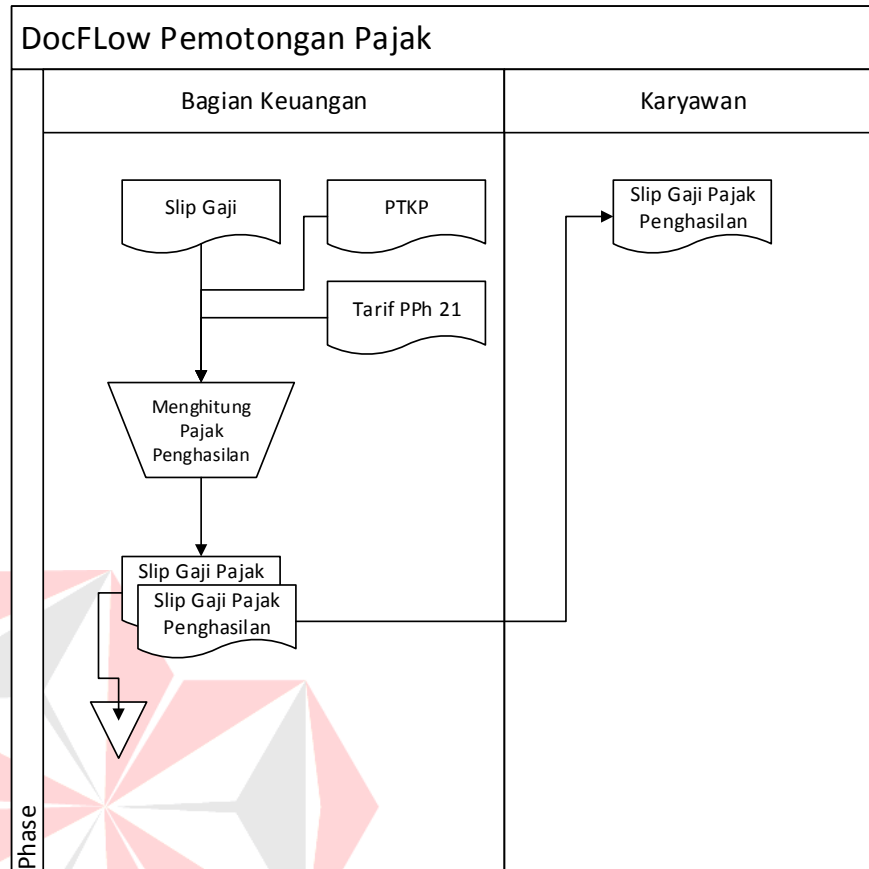 DocFLow Pemotongan Pajak
Bagian Keuangan
Karyawan
Slip Gaji
PTKP
Slip Gaji Pajak
Penghasilan
Tarif PPh 21
Menghitung
Pajak
Penghasilan
Slip Gaji Pajak
Slip Gaji Pajak
Penghasilan
Phase